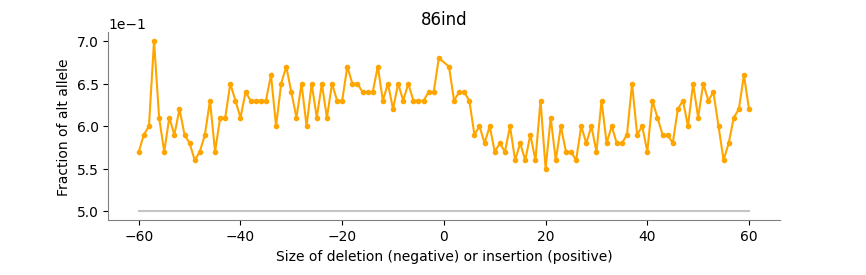 86ind
1e−1
7.0
6.5
6.0
5.5
5.0
Fraction of alt allele
−60 −40 −20 0 20 40 60
Size of deletion (negative) or insertion (positive)